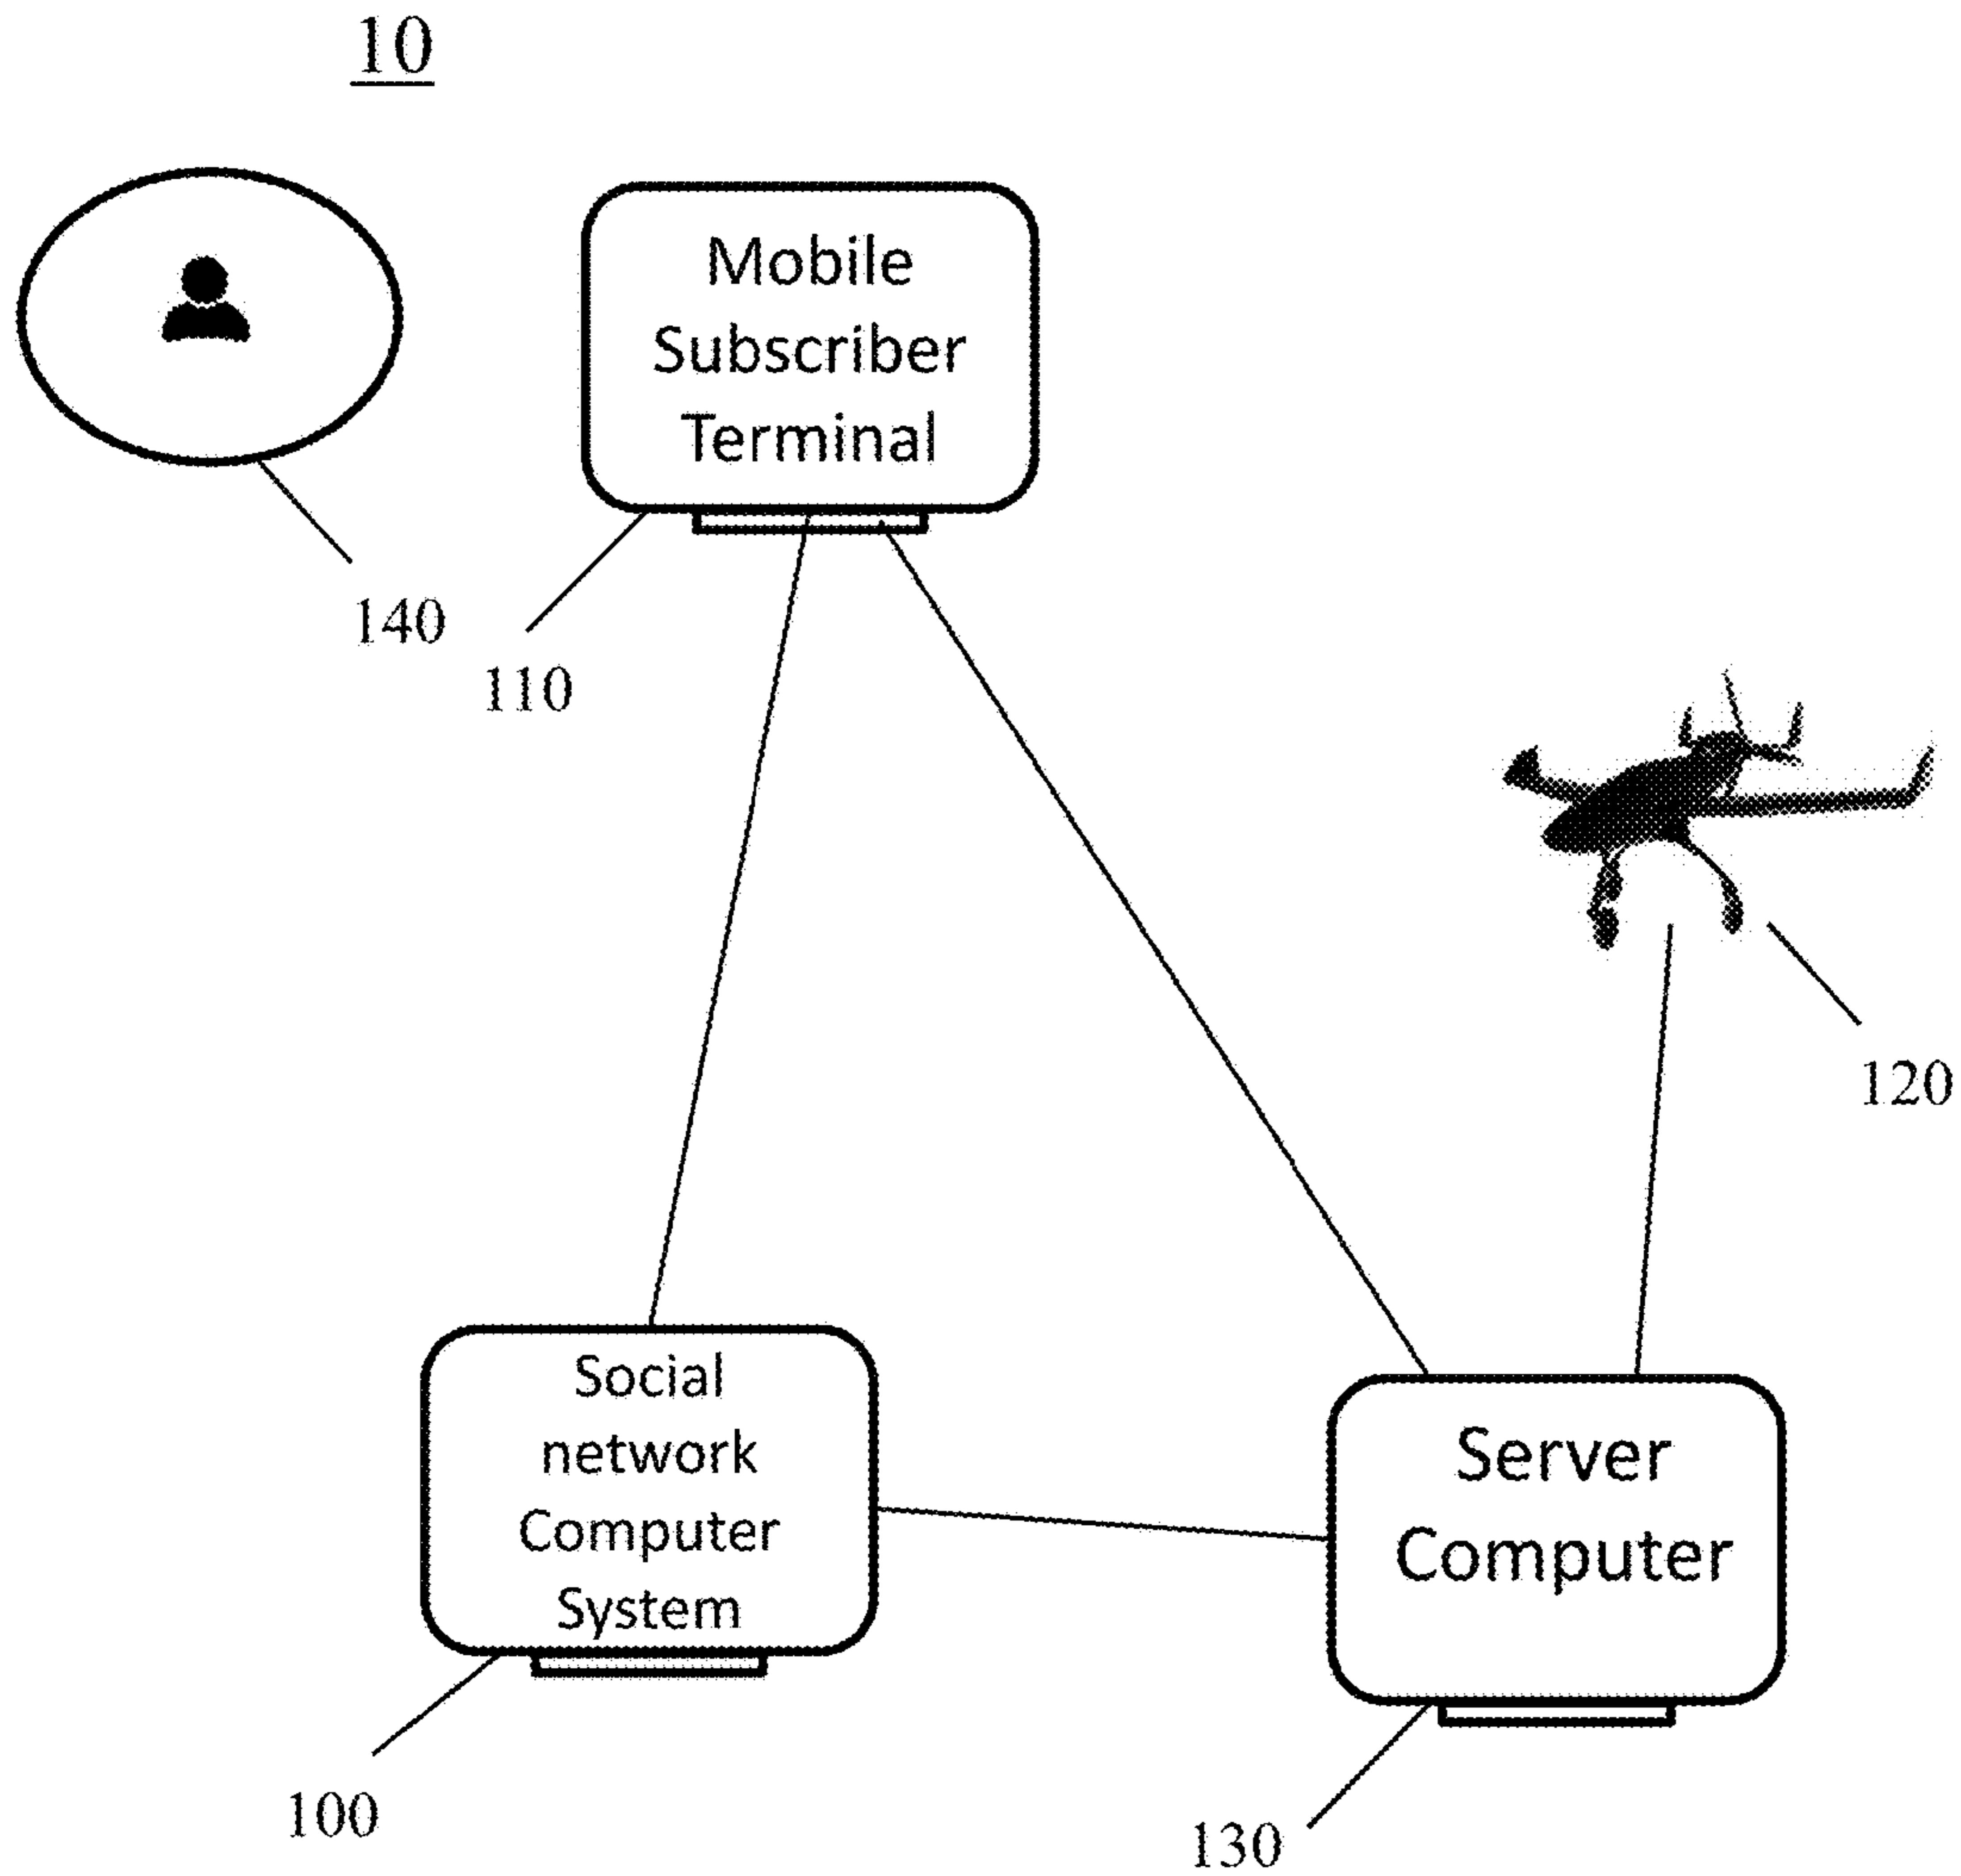 10
Mobile
Subscriber
Terminal
140
110
120
Social
network
Computer
System
Server
Computer
100
130